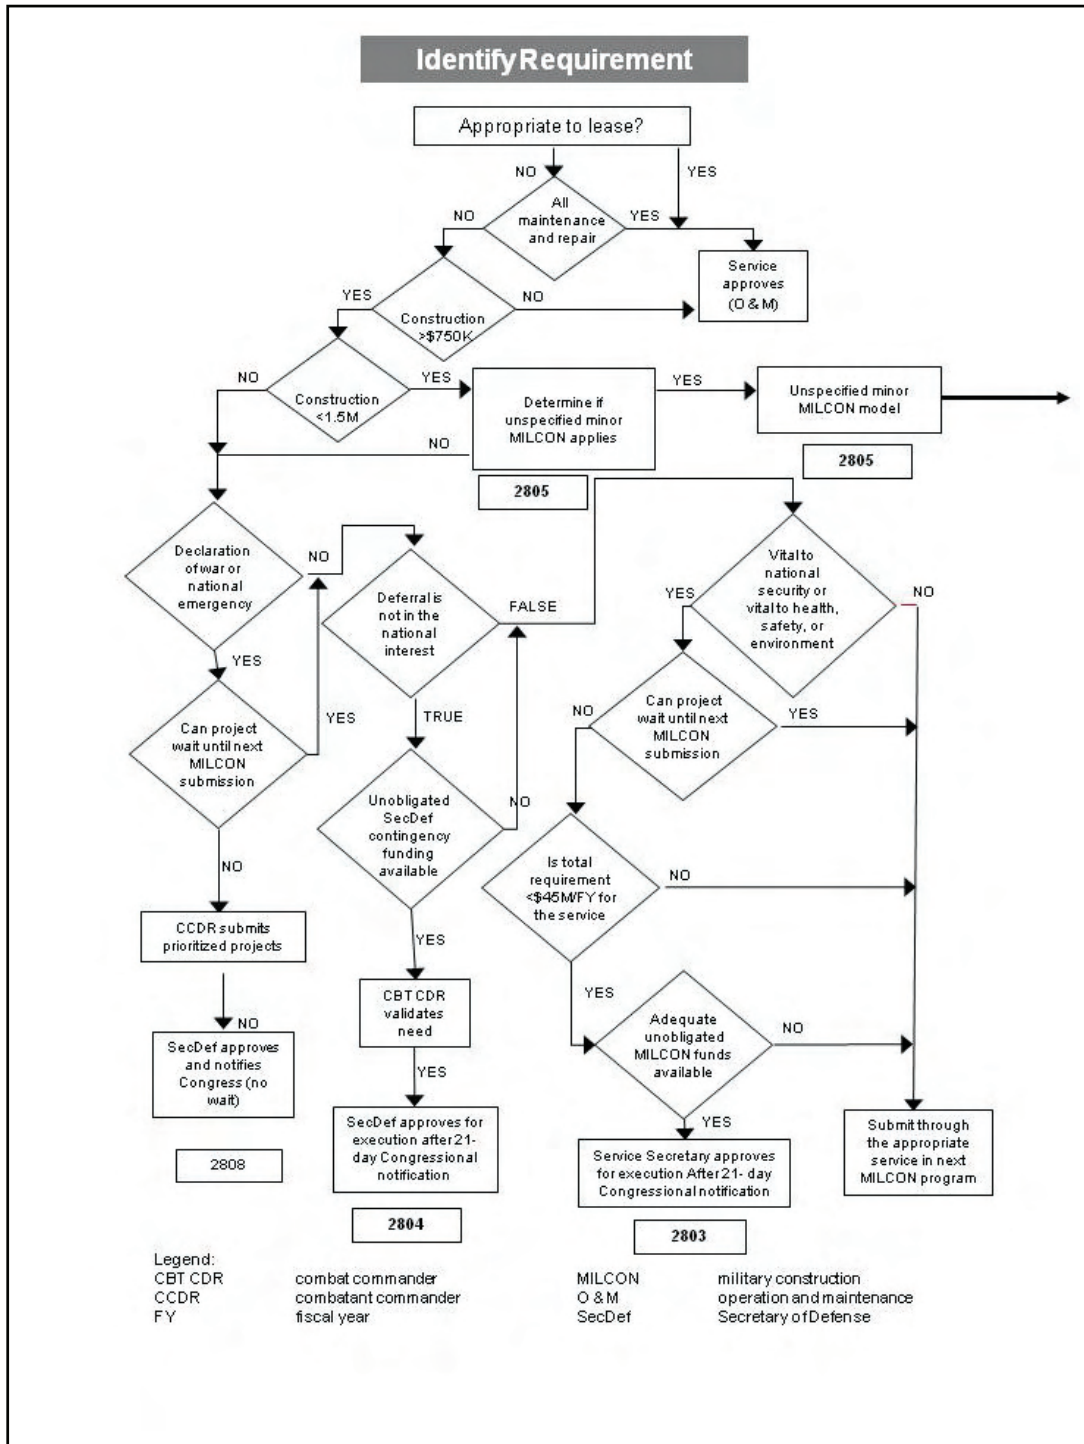 Identify Requirement
Appropriate to lease?
NO
YES
All
maintenance
and repair
NO
YES
Service
approves
(O & M)
YES
NO
Construction
>$750K
NO
YES
Construction
<1.5M
Determine if
unspecified minor
MILCON applies
YES
Unspecified minor
MILCON model
NO
2805
2805
Declaration
of war or
national
emergency
NO
Deferral is
not in the
national
interest
FALSE
Vital to
national
security or
vital to health,
safety, or
environment
YES
NO
YES
TRUE
Can project
wait until next
MILCON
submission
YES
Can project
wait until next
MILCON
submission
NO
YES
Unobligated
SecDef
contingency
funding
available
NO
NO
Is total
requirement
<$45M/FY for
the service
NO
CCDR submits
prioritized projects
YES
YES
CBT CDR
validates
need
Adequate
unobligated
MILCON funds
available
NO
NO
SecDef approves
and notifies
Congress (no
wait)
YES
YES
2808
SecDef approves for
execution after 21-
day Congressional
notification
2804
Service Secretary approves
for execution After 21- day
Congressional notification
2803
Submit through
the appropriate
service in next
MILCON program
Legend:
CBT CDR combat commander
CCDR combatant commander
FY fiscal year
MILCON military construction
O & M operation and maintenance
SecDef Secretary of Defense